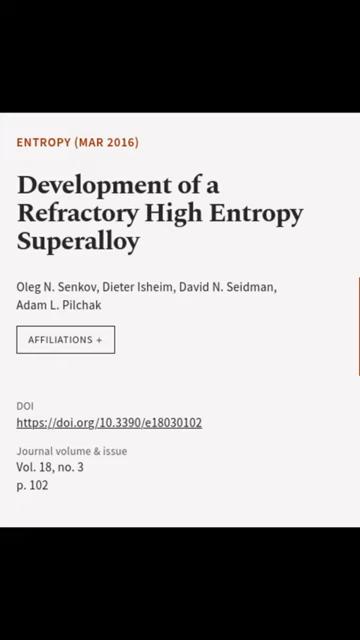 ENTROPY (MAR 2016)
Development of a
Refractory High Entropy
Superalloy
Oleg N. Senkov, Dieter Isheim, David N. Seidman,
Adam L. Pilchak
AFFILIATIONS +
DOI
https://doi.org/10.3390/e18030102
Journal volume & issue
Vol. 18, no. 3
p. 102